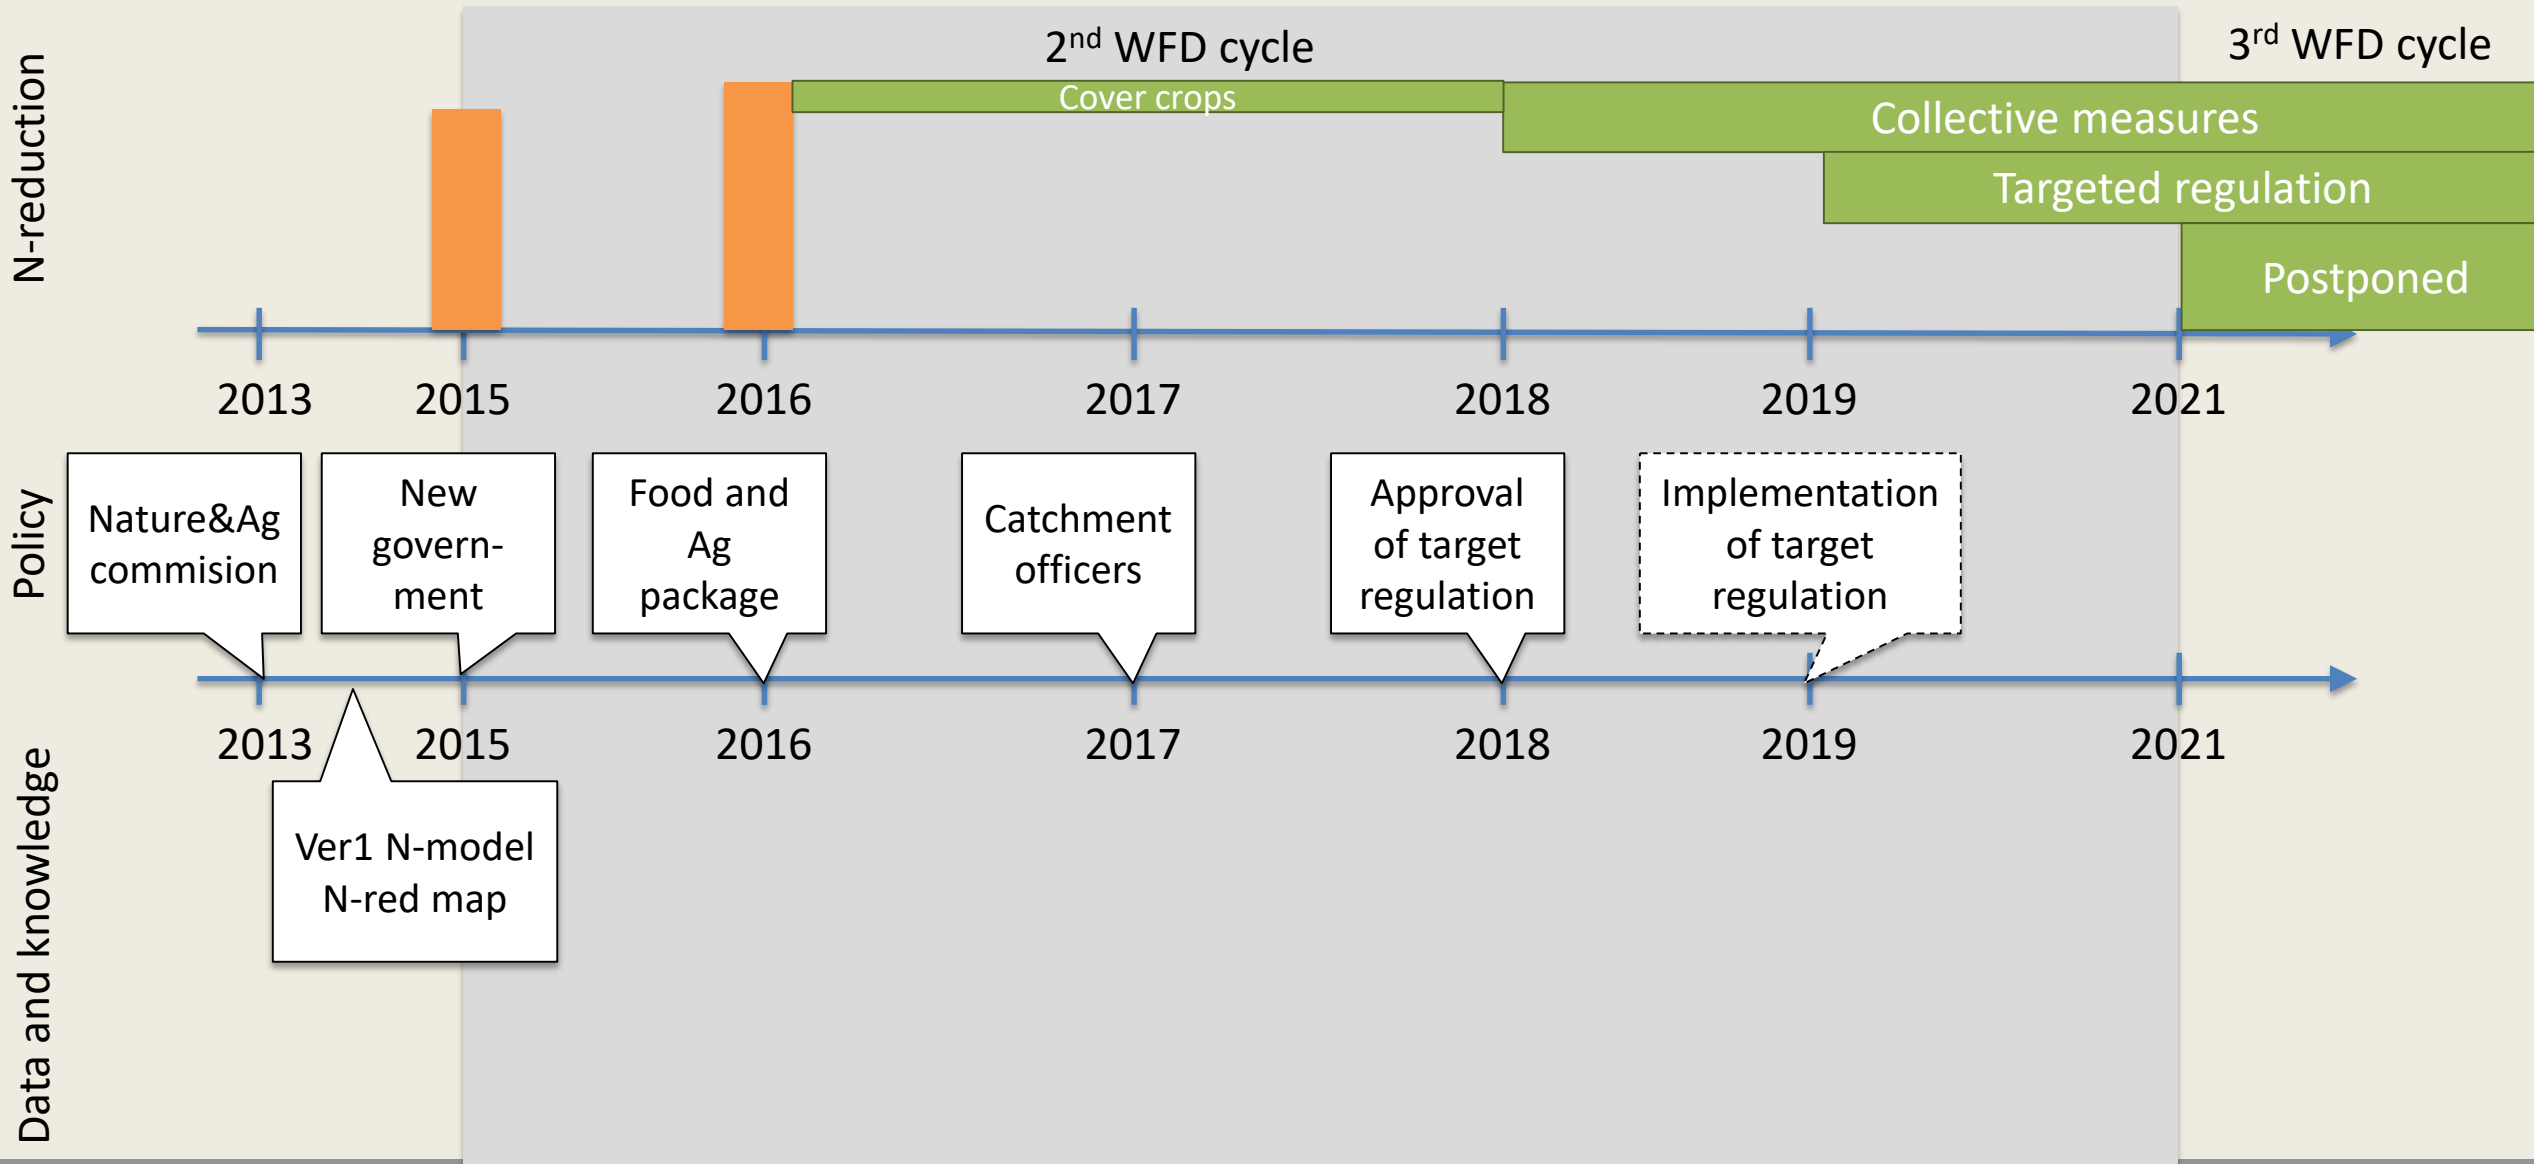 2nd WFD cycle
3rd WFD cycle
N-reduction
Cover crops
Collective measures
Targeted regulation
Postponed
2013
2015
2016
2017
2018
2019
2021
Policy
Nature&Ag
commision
New
govern-
ment
Food and
Ag
package
Catchment
officers
Approval
of target
regulation
Implementation
of target
regulation
2013
2015
2016
2017
2018
2019
2021
Data and knowledge
Ver1 N-model
N-red map